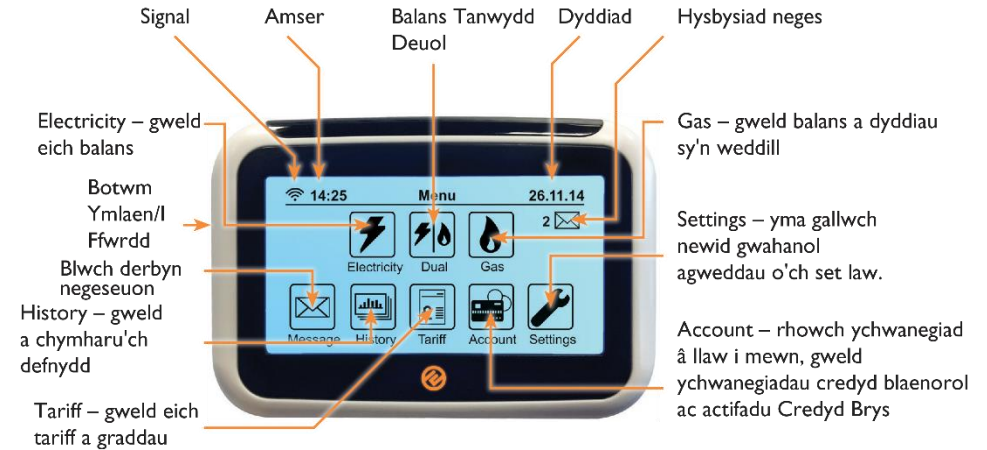 Signal
Amser
Balans Tanwydd
Deuol
Dyddiad
Hysbysiad neges
Electricity – gweld
eich balans
Botwm
Ymlaen/I
Ffwrdd
Blwch derbyn
negeseuon
History – gweld
a chymharu'ch
defnydd
Tariff – gweld eich
tariff a graddau
14:25
Menu
26.11.14
2
Electricity
Dual
Gas
Message
History
Tariff
Account
Settings
Gas – gweld balans a dyddiau
sy'n weddill
Settings – yma gallwch
newid gwahanol
agweddau o'ch set law.
Account – rhowch ychwanegiad
â llaw i mewn, gweld
ychwanegiadau credyd blaenorol
ac actifadu Credyd Brys